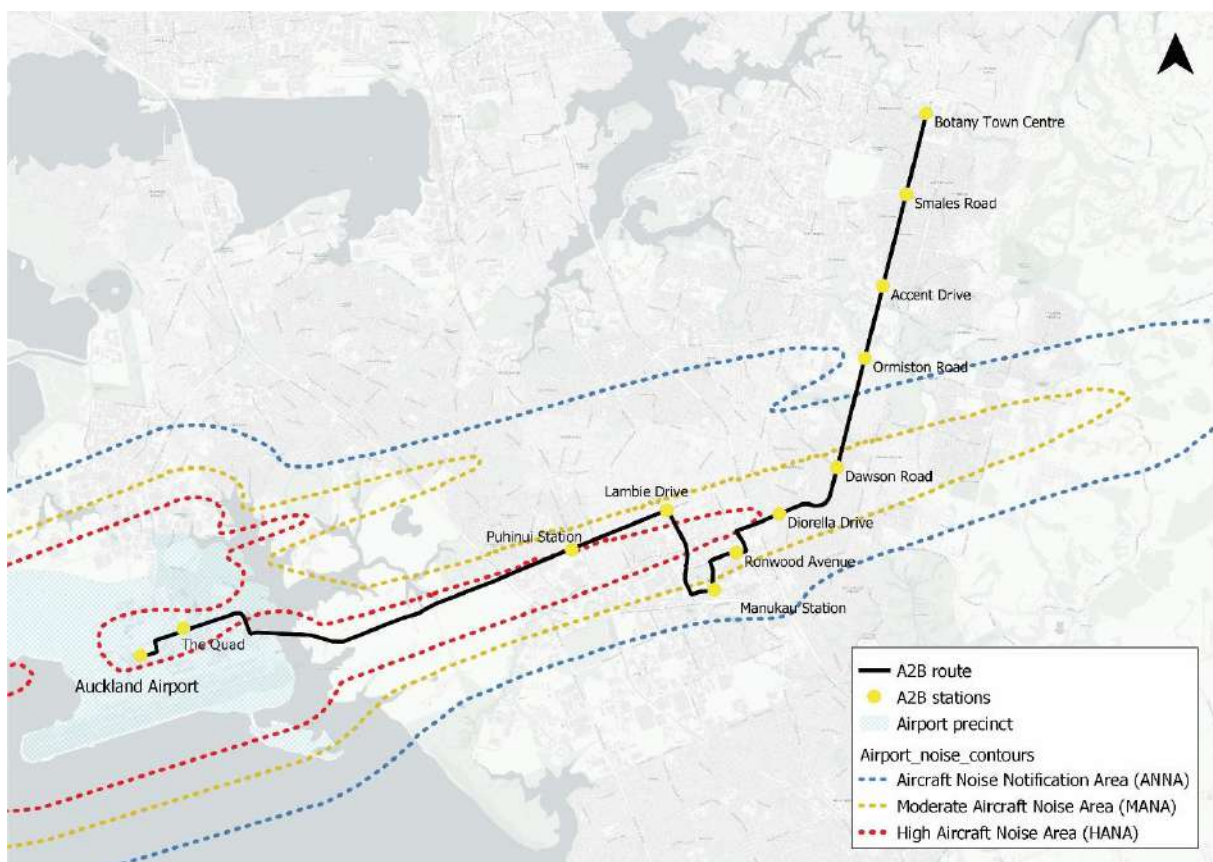 Botany Town Centre
Smales Road
Accent Drive
Ormiston Road
Dawson Road
Lambie Drive
Diorella Drive
Puhinui Station
Ronwood Avenue
Manukau Station
The Quad
Auckland Airport
A2B route
A2B stations
Airport precinct
Airport_noise_contours
Aircraft Noise Notification Area (ANNA)
Moderate Aircraft Noise Area (MANA)
High Aircraft Noise Area (HANA)